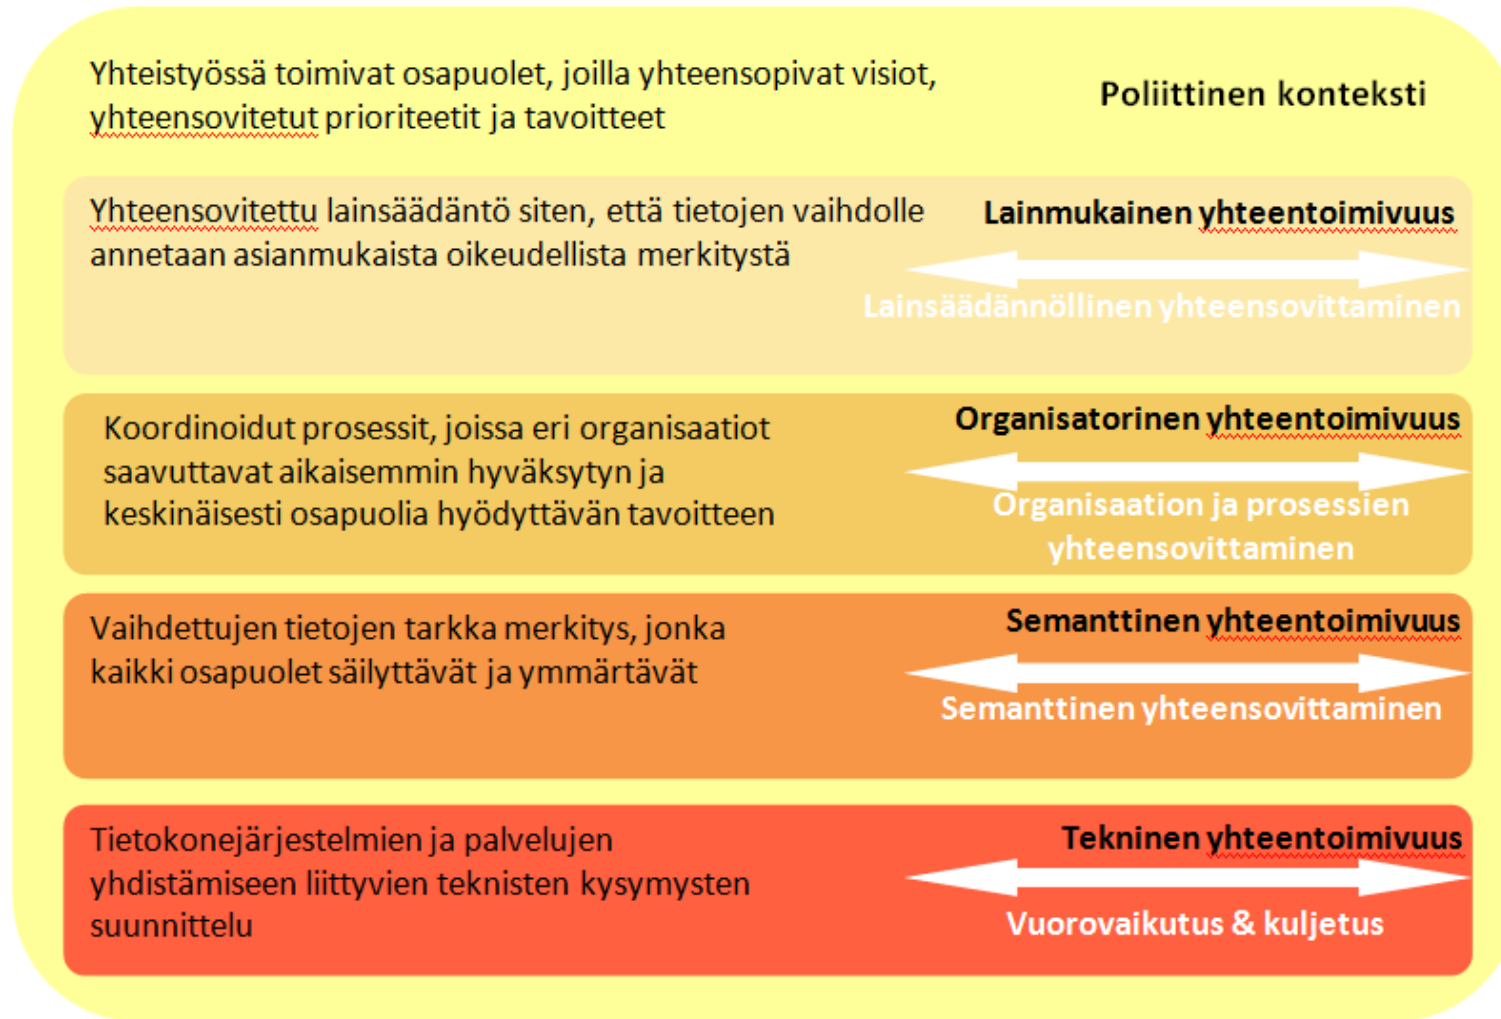 Yhteistyössä toimivat osapuolet, joilla yhteensopivat visiot,
yhteensovitetut prioriteetit ja tavoitteet
Poliittinen konteksti
Yhteensovitettu lainsäädäntö siten, että tietojen vaihdolle
annetaan asianmukaista oikeudellista merkitystä
Lainmukainen yhteentoimivuus
Lainsäädännöllinen yhteensovittaminen
Koordinoidut prosessit, joissa eri organisaatiot
saavuttavat aikaisemmin hyväksytyn ja
keskinäisesti osapuolia hyödyttävän tavoitteen
Organisatorinen yhteentoimivuus
Organisaation ja prosessien
yhteensovittaminen
Vaihdettujen tietojen tarkka merkitys, jonka
kaikki osapuolet säilyttävät ja ymmärtävät
Semanttinen yhteentoimivuus
Semanttinen yhteensovittaminen
Tietokonejärjestelmien ja palvelujen
yhdistämiseen liittyvien teknisten kysymysten
suunnittelu
Tekninen yhteentoimivuus
Vuorovaikutus & kuljetus